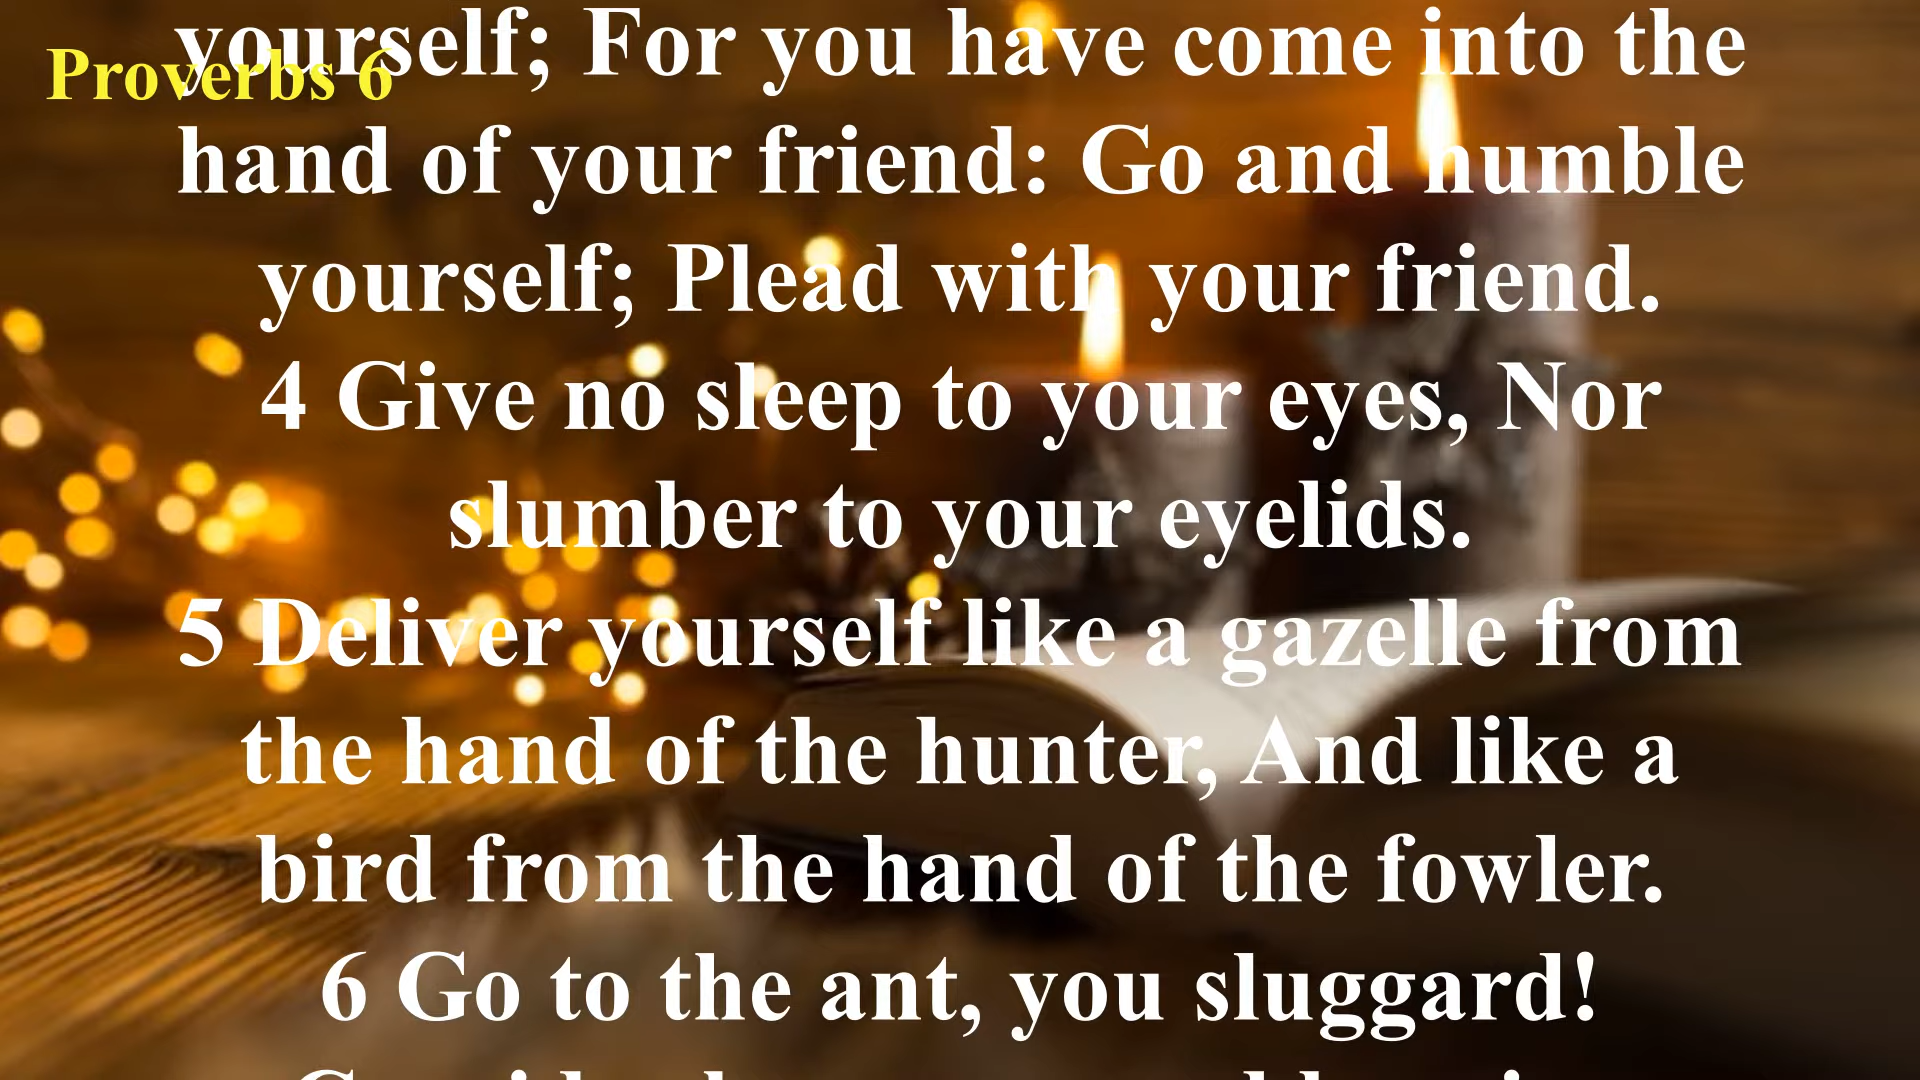 yourself; For you have come into the
Proverbs 6
hand of your friend: Go and humble
yourself; Plead with your friend.
4 Give no sleep to your eyes, Nor
slumber to your eyelids.
5 Deliver yourself like a gazelle from
the hand of the hunter, And like a
bird from the hand of the fowler.
6 Go to the ant, you sluggard!